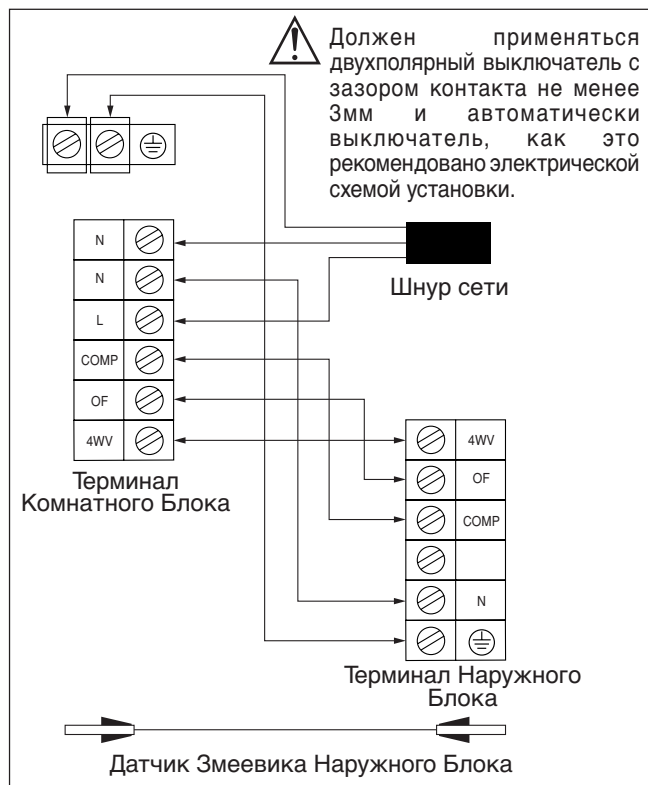 Должен применяться
двухполярный выключатель с
зазором контакта не менее
3мм и автоматически
выключатель, как это
рекомендовано электрической
схемой установки.
Шнур сети
N
N
L
COMP
OF
4WV
Терминал
Комнатного Блока
4WV
OF
COMP
N
Терминал Наружного
Блока
Датчик Змеевика Наружного Блока